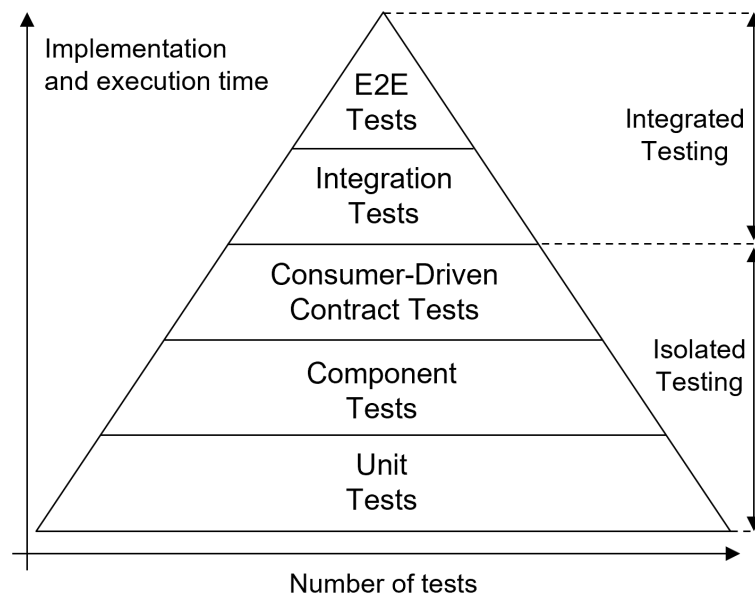 Implementation
and execution time
E2E
Tests
Integrated
Testing
Integration
Tests
Consumer-Driven
Contract Tests
Isolated
Testing
Component
Tests
Unit
Tests
Number of tests